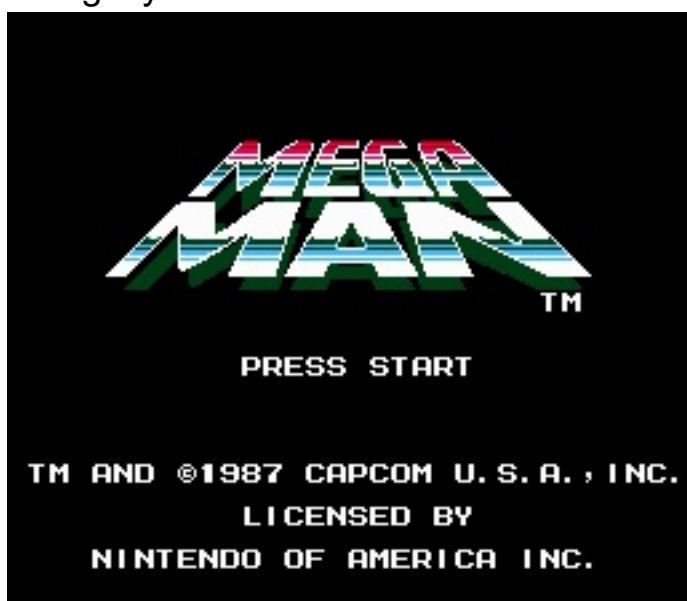 MEGA
MAN
TM
PRESS START
TM AND ©1987 CAPCOM U.S.A., INC.
LICENSED BY
NINTENDO OF AMERICA INC.